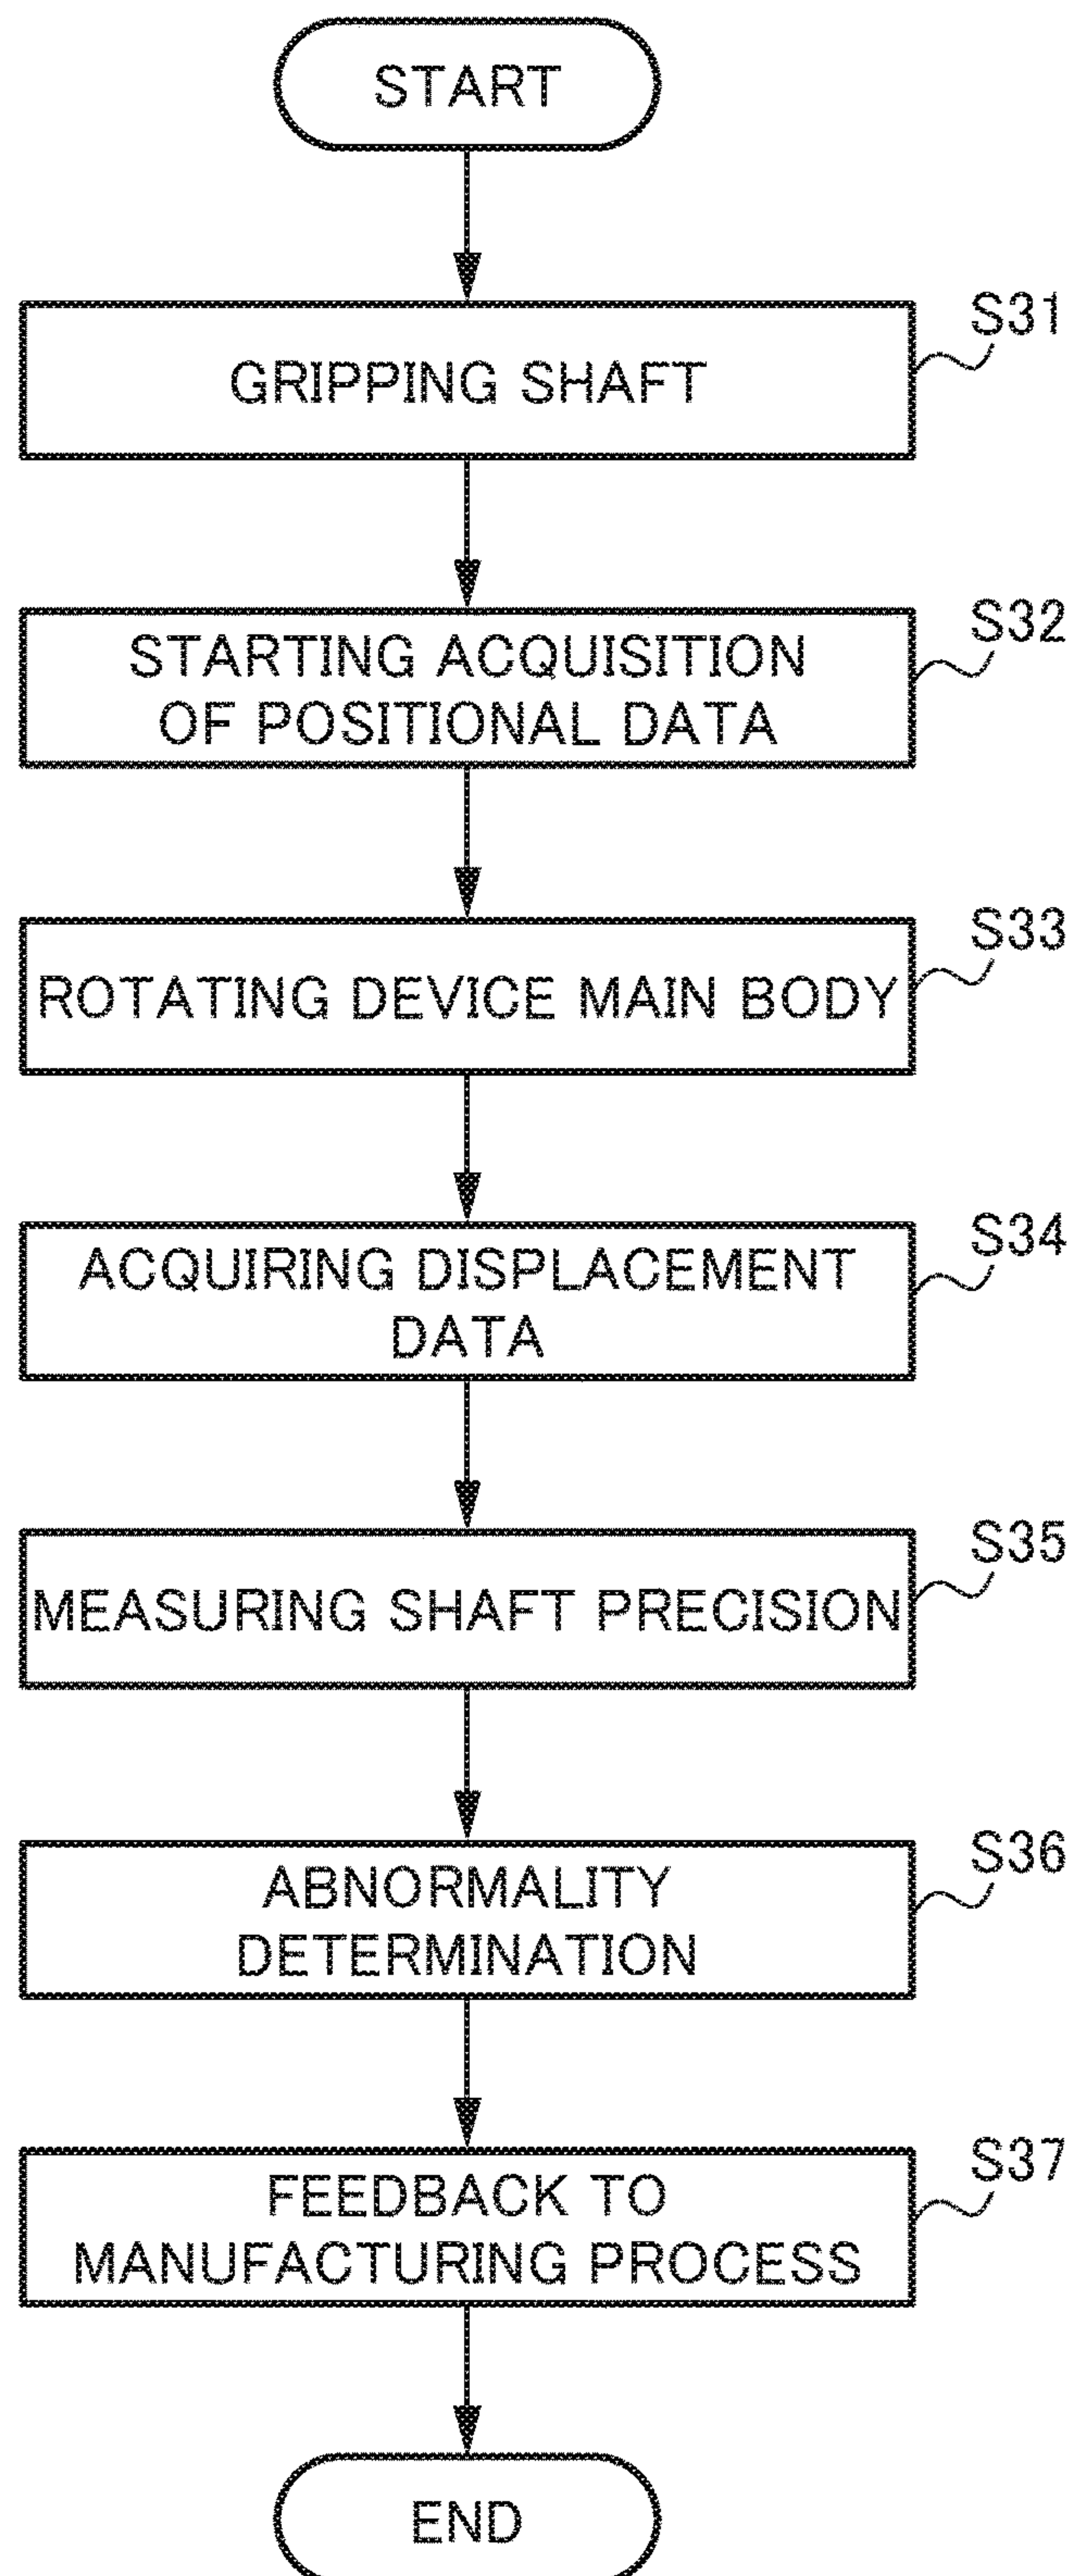 START
S31
GRIPPING SHAFT
S32
STARTING ACQUISITION
OF POSITIONAL DATA
S33
ROTATING DEVICE MAIN BODY
S34
ACQUIRING DISPLACEMENT
DATA
S35
MEASURING SHAFT PRECISION
S36
ABNORMALITY
DETERMINATION
S37
FEEDBACK TO
MANUFACTURING PROCESS
END